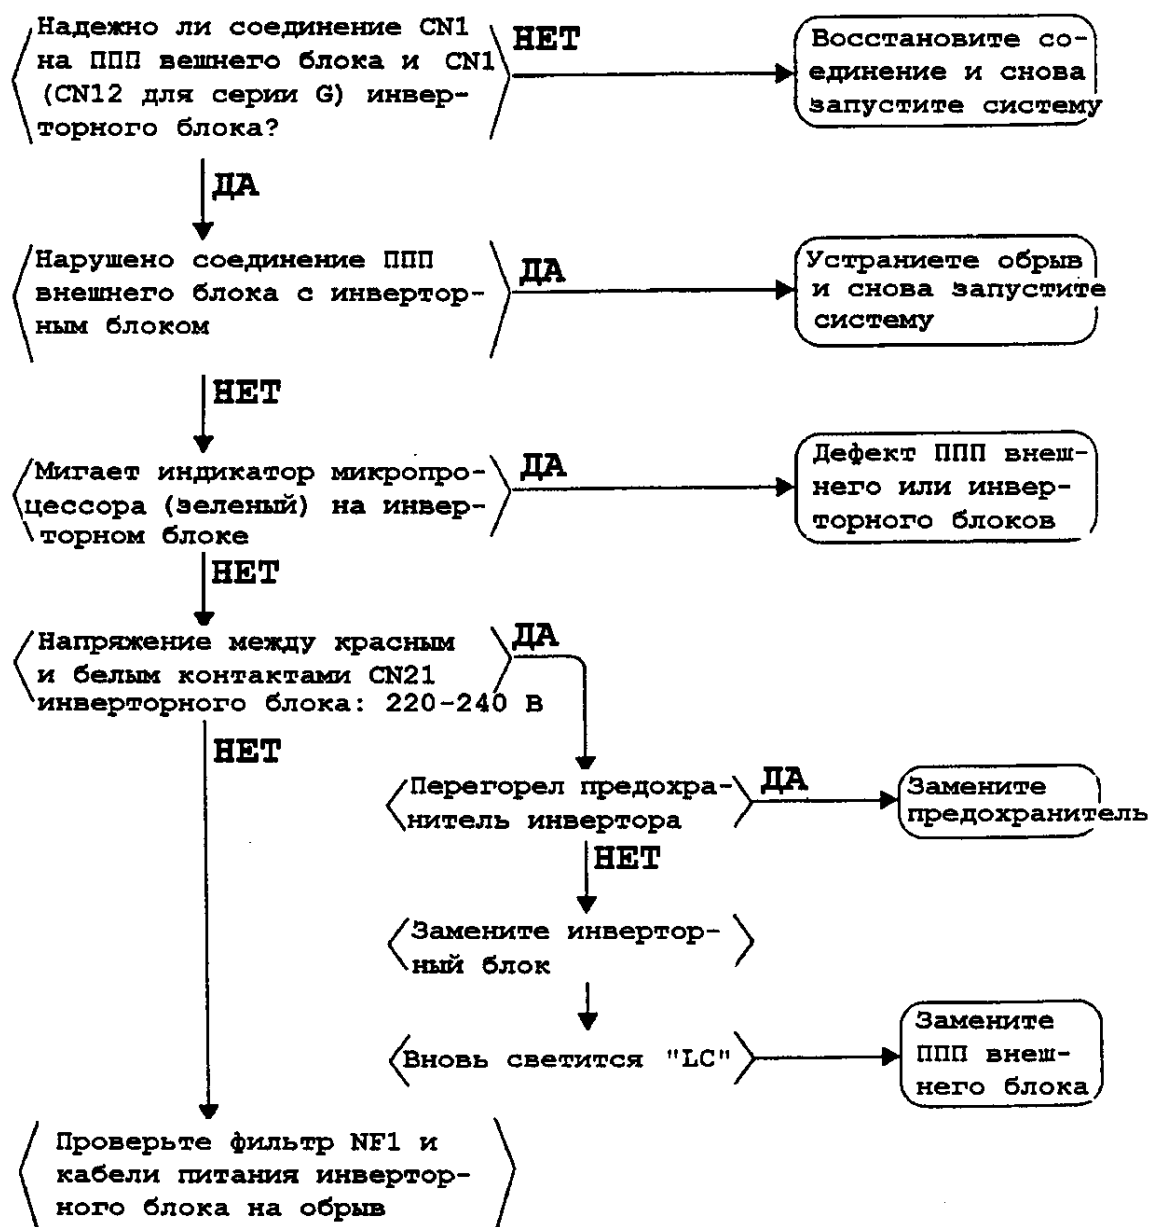 Надежно ли соединение CN1
на ППП вешнего блока и CN1
(CN12 для серии G) инвер-
торного блока?
НЕТ
Восстановите со-
единение и снова
запустите систему
ДА
Нарушено соединение ППП
внешнего блока с инвертор-
ным блоком
ДА
Устраниете обрыв
и снова запустите
систему
НЕТ
Мигает индикатор микропро-
цессора (зеленый) на инвер-
торном блоке
ДА
Дефект ППП внеш-
него или инвер-
торного блоков
НЕТ
Напряжение между красным
и белым контактами CN21
инверторного блока: 220-240 В
ДА
НЕТ
Перегорел предохра-
нитель инвертора
ДА
Замените
предохранитель
НЕТ
Замените инвертор-
ный блок
Вновь светится "LC"
Замените
ППП внеш-
него блока
Проверьте фильтр NF1 и
кабели питания инвертор-
ного блока на обрыв